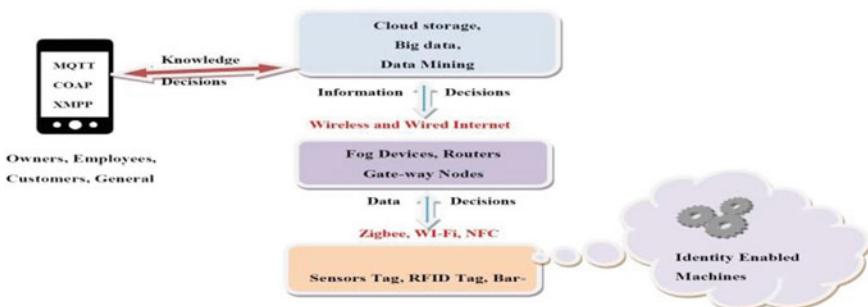 MQTT
COAP
XMPP
Owners, Employees,
Customers, General
Knowledge
Decisions
Cloud storage,
Big data,
Data Mining
Information Decisions
Wireless and Wired Internet
Fog Devices, Routers
Gate-way Nodes
Data Decisions
Zigbee, WI-Fi, NFC
Sensors Tag, RFID Tag, Bar-
Identity Enabled
Machines